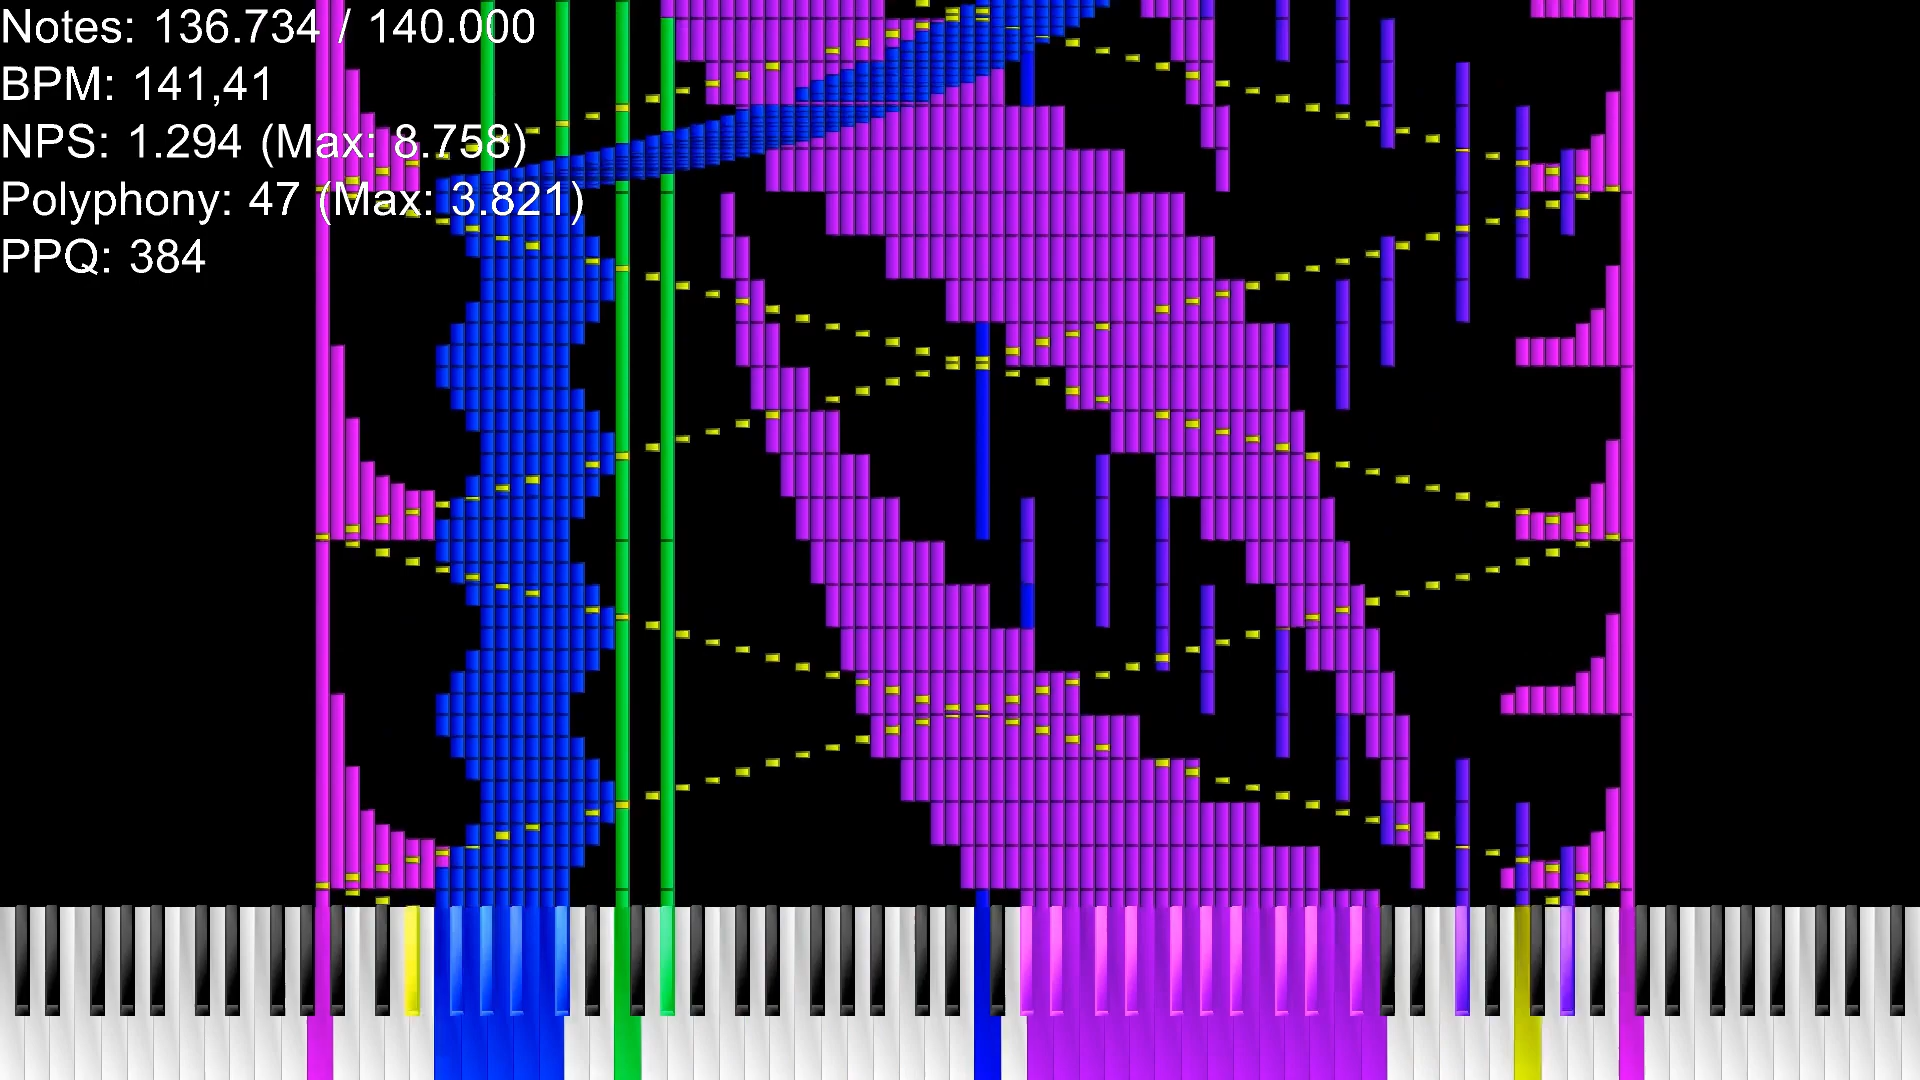 Notes: 136.734 / 140.000
BPM: 141,41
NPS: 1.294 (Max: 8.758)
Polyphony: 47 (Max: 3.821)
PPQ: 384